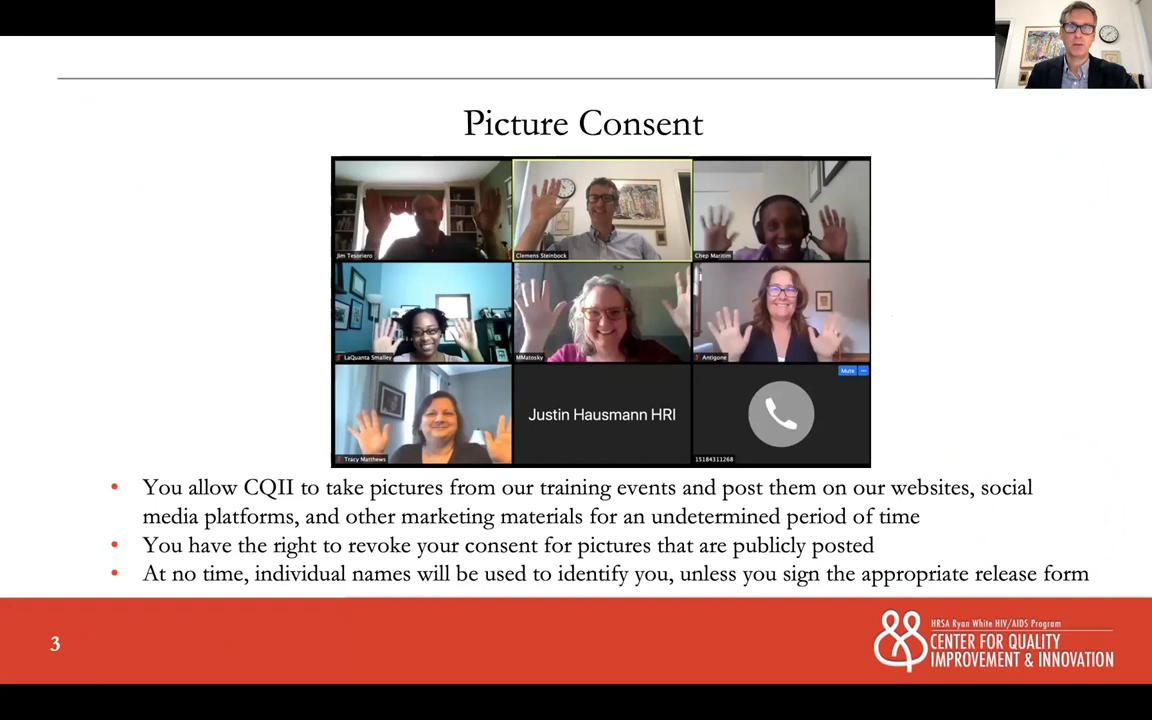 Picture Consent
Jim Tesoriero
Clemens Steinbock
Chep Maritim
LaQuanta Smalley
MMatosky
Antigone
Mute
Tracy Matthews
Justin Hausmann HRI
15184311268
• You allow CQII to take pictures from our training events and post them on our websites, social
media platforms, and other marketing materials for an undetermined period of time
• You have the right to revoke your consent for pictures that are publicly posted
• At no time, individual names will be used to identify you, unless you sign the appropriate release form
3
HRSA Ryan White HIV/AIDS Program
CENTER FOR QUALITY
IMPROVEMENT & INNOVATION